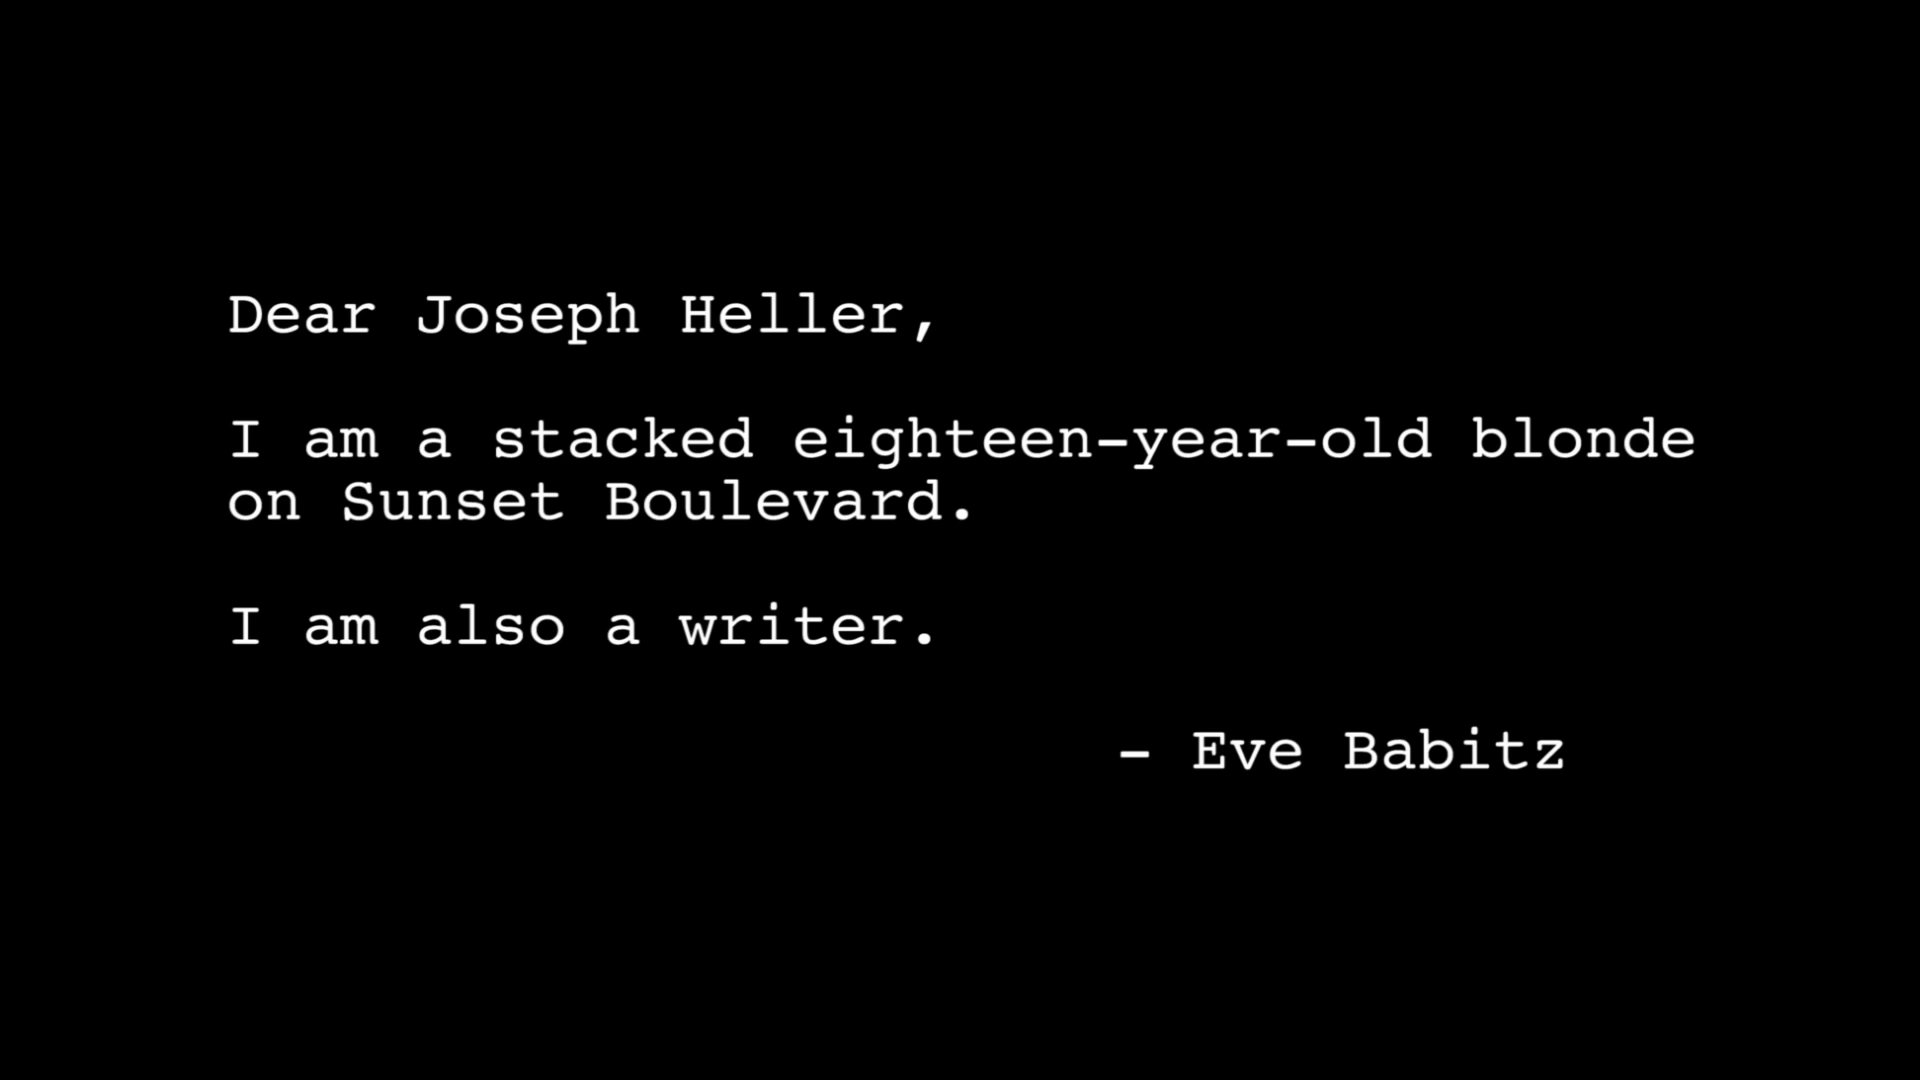 Dear Joseph Heller,
I am a stacked eighteen-year-old blonde
on Sunset Boulevard.
I am also a writer.
- Eve Babitz